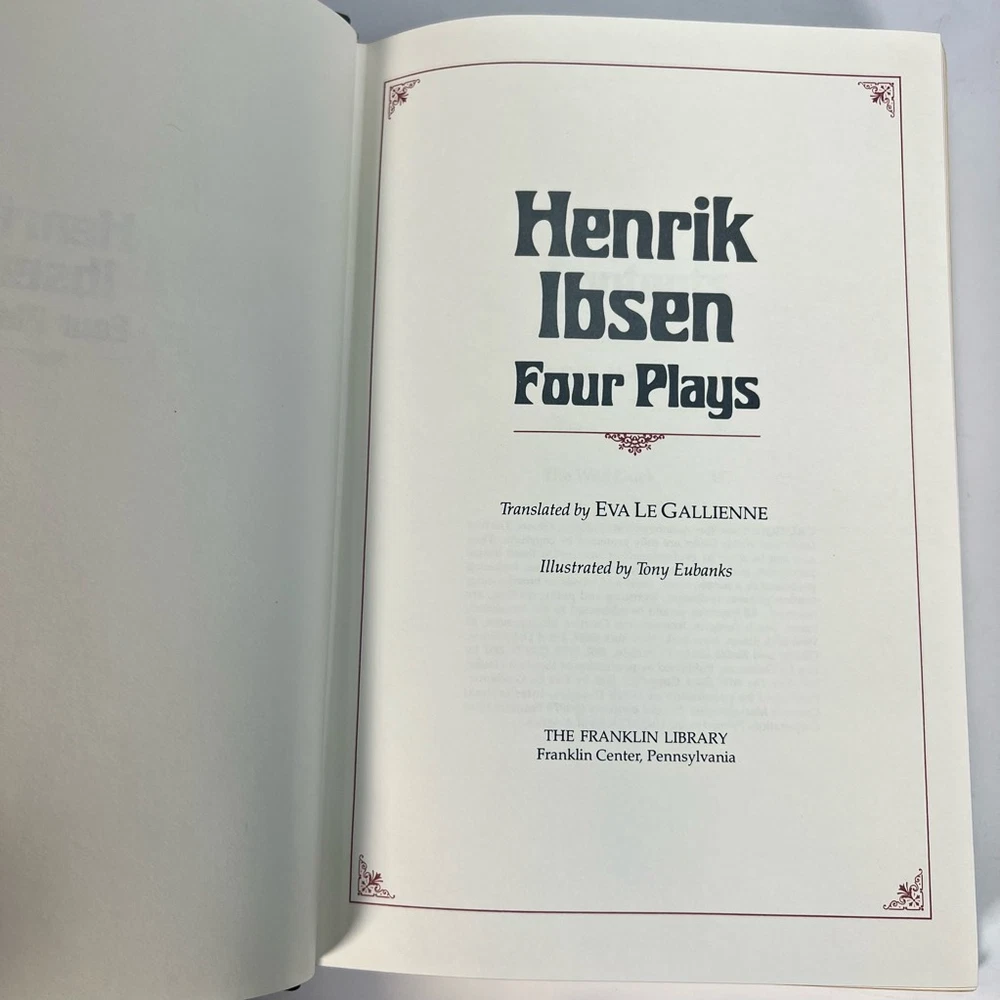 Henrik
Ibsen
Four Plays
Translated by EVA LE GALLIENNE
Illustrated by Tony Eubanks
THE FRANKLIN LIBRARY
Franklin Center, Pennsylvania